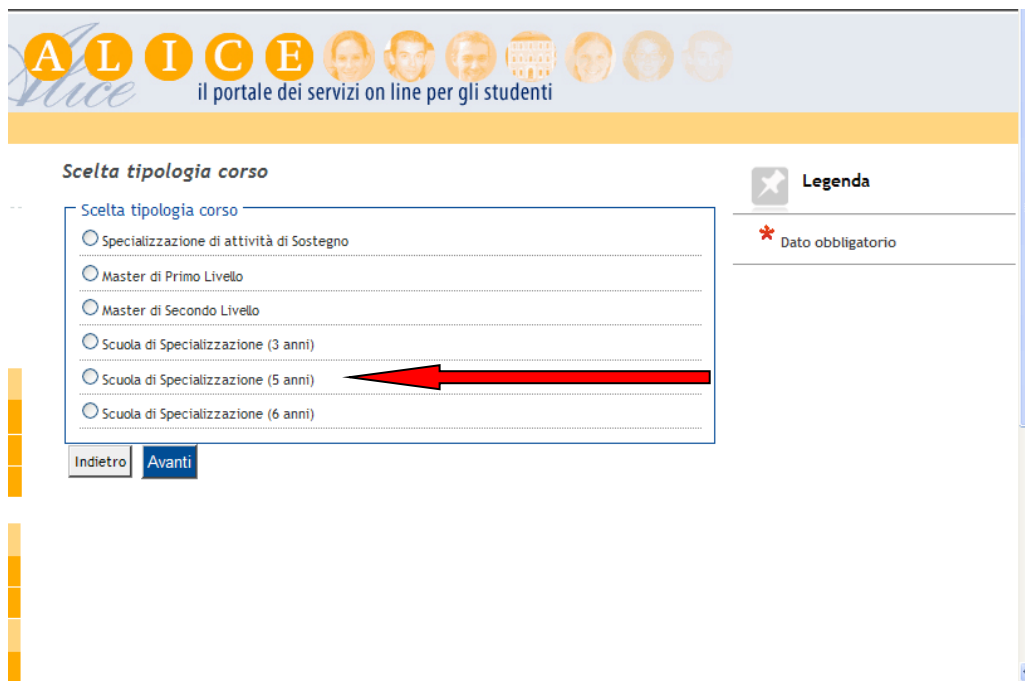 A L I C E
Alice
il portale dei servizi on line per gli studenti
Scelta tipologia corso
Scelta tipologia corso
Specializzazione di attività di Sostegno
Master di Primo Livello
Master di Secondo Livello
Scuola di Specializzazione (3 anni)
Scuola di Specializzazione (5 anni)
Scuola di Specializzazione (6 anni)
Indietro Avanti
Legenda
* Dato obbligatorio